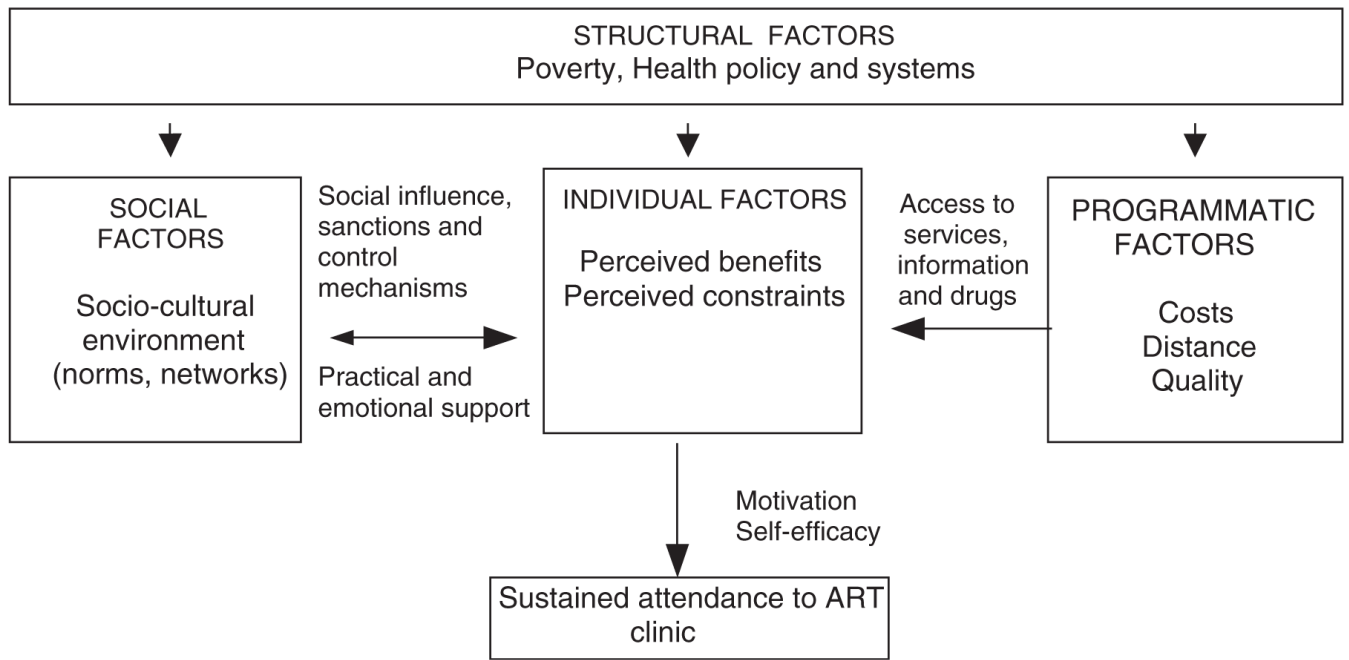 STRUCTURAL FACTORS
Poverty, Health policy and systems
SOCIAL
FACTORS
Socio-cultural
environment
(norms, networks)
Social influence,
sanctions and
control
mechanisms
Practical and
emotional support
INDIVIDUAL FACTORS
Perceived benefits
Perceived constraints
Access to
services,
information
and drugs
PROGRAMMATIC
FACTORS
Costs
Distance
Quality
Motivation
Self-efficacy
Sustained attendance to ART
clinic